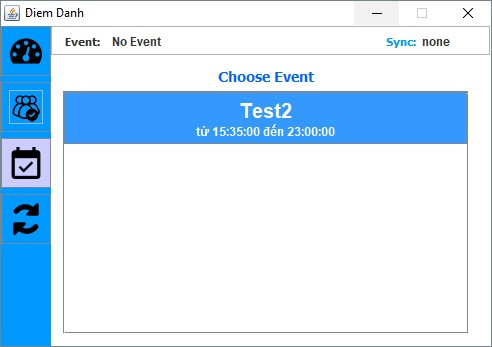 Diem Danh
Event: No Event Sync: none
Choose Event
Test2
từ 15:35:00 đến 23:00:00